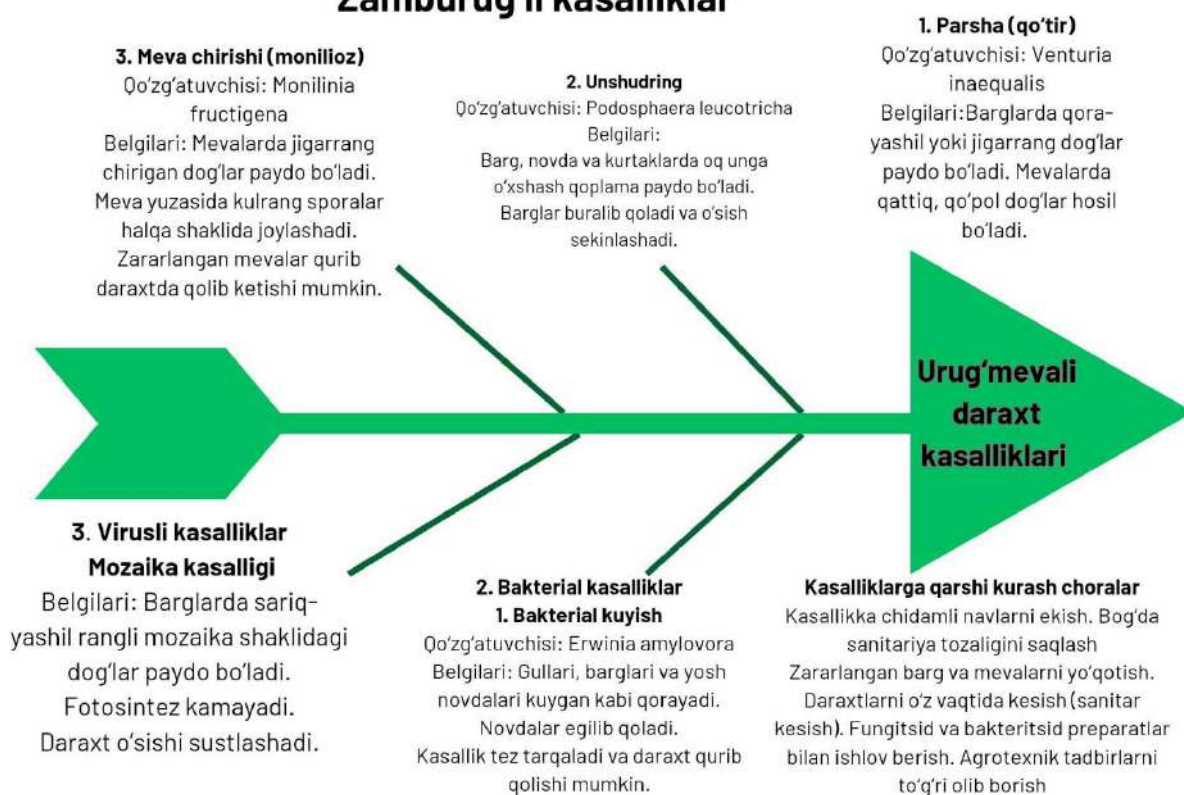 Zamburug'li kasalliklar
3. Meva chirishi (monilioz)
Qo'zg'atuvchisi: Monilinia
fructigena
Belgilari: Mevalarda jigarrang
chirigan dog'lar paydo bo'ladi.
Meva yuzasida kulrang sporalar
halqa shaklida joylashadi.
Zararlangan mevalar qurib
daraxtda qolib ketishi mumkin.
2. Unshudring
Qo'zg'atuvchisi: Podosphaera leucotricha
Belgilari:
Barg, novda va kurtaklarda oq unga
o'xshash qoplama paydo bo'ladi.
Barglar buralib qoladi va o'sish
sekinlashadi.
1. Parsha (qo'tir)
Qo'zg'atuvchisi: Venturia
inaequalis
Belgilari:Barglarda qora-
yashil yoki jigarrang dog'lar
paydo bo'ladi. Mevalarda
qattiq, qo'pol dog'lar hosil
bo'ladi.
Urug'mevali
daraxt
kasalliklari
3. Virusli kasalliklar
Mozaika kasalligi
Belgilari: Barglarda sariq-
yashil rangli mozaika shaklidagi
dog'lar paydo bo'ladi.
Fotosintez kamayadi.
Daraxt o'sishi sustlashadi.
2. Bakterial kasalliklar
1. Bakterial kuyish
Qo'zg'atuvchisi: Erwinia amylovora
Belgilari: Gullari, barglari va yosh
novdalari kuygan kabi qorayadi.
Novdalar egilib qoladi.
Kasallik tez tarqaladi va daraxt qurib
qolishi mumkin.
Kasalliklarga qarshi kurash choralar
Kasallikka chidamli navlarni ekish. Bog'da
sanitariya tozaligini saqlash
Zararlangan barg va mevalarni yo'qotish.
Daraxtlarni o'z vaqtida kesish (sanitar
kesish). Fungitsid va bakteritsid preparatlar
bilan ishlov berish. Agrotexnik tadbirlarni
to'g'ri olib borish